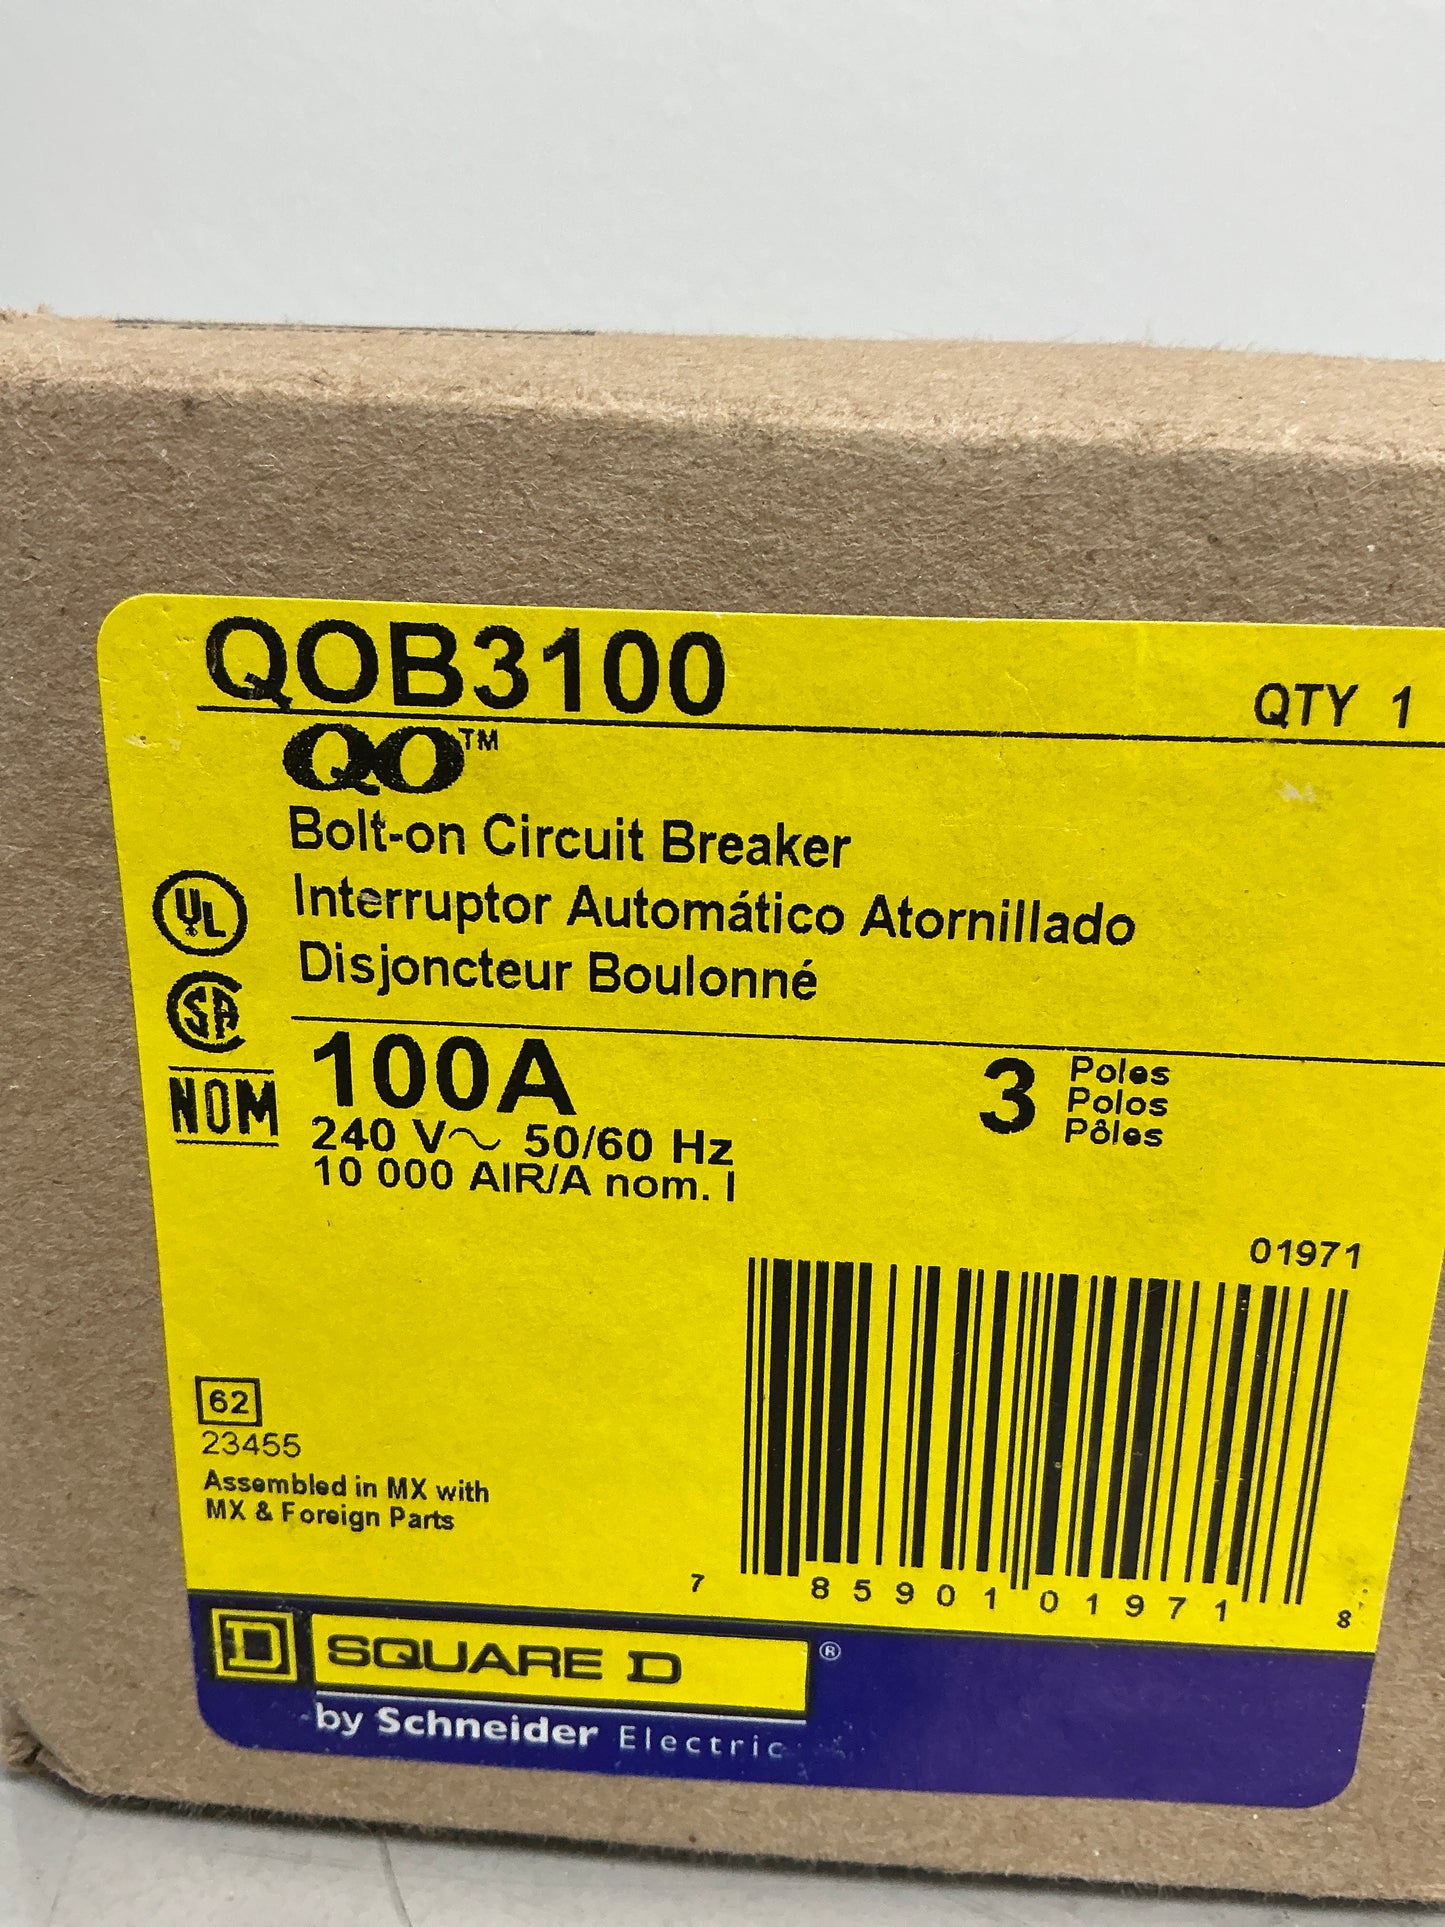 QOB3100
QTY 1
QO™
Bolt-on Circuit Breaker
Interruptor Automático Atornillado
Disjoncteur Boulonné
UL
SA
NOM
100A
240 V~ 50/60 Hz
10 000 AIR/A nom. I
3
Poles
Polos
Pôles
01971
62
23455
Assembled in MX with
MX & Foreign Parts
7 85901 01971 8
D SQUARE D ®
by Schneider Electric